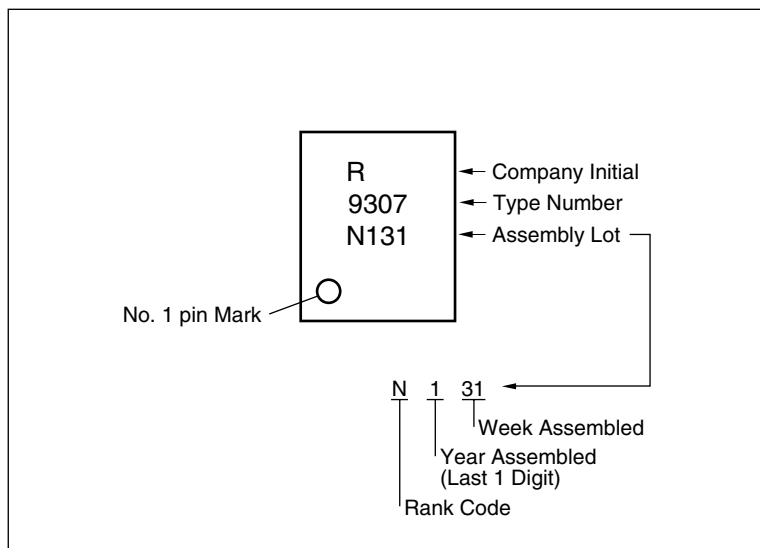 R
9307
N131
Company Initial
Type Number
Assembly Lot
No. 1 pin Mark
N 1 31
Week Assembled
Year Assembled
(Last 1 Digit)
Rank Code